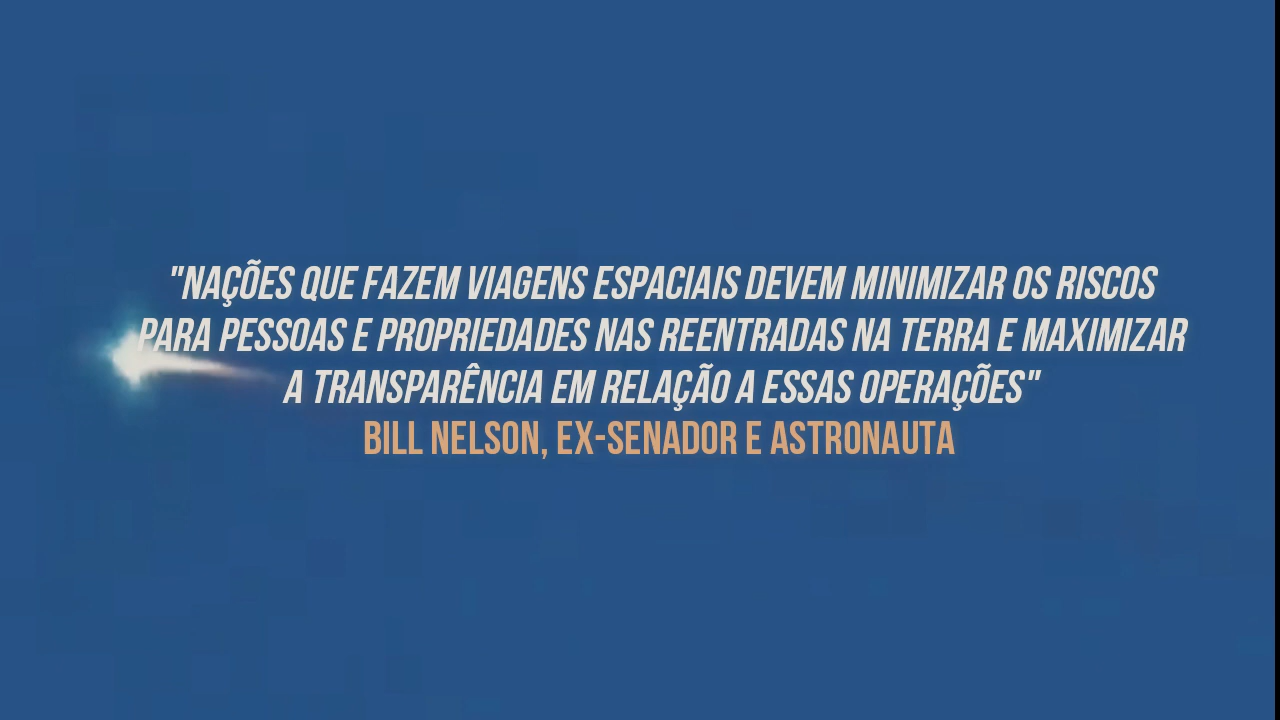 "NAÇÕES QUE FAZEM VIAGENS ESPACIAIS DEVEM MINIMIZAR OS RISCOS
PARA PESSOAS E PROPRIEDADES NAS REENTRADAS NA TERRA E MAXIMIZAR
A TRANSPARÊNCIA EM RELAÇÃO A ESSAS OPERAÇÕES"
BILL NELSON, EX-SENADOR E ASTRONAUTA